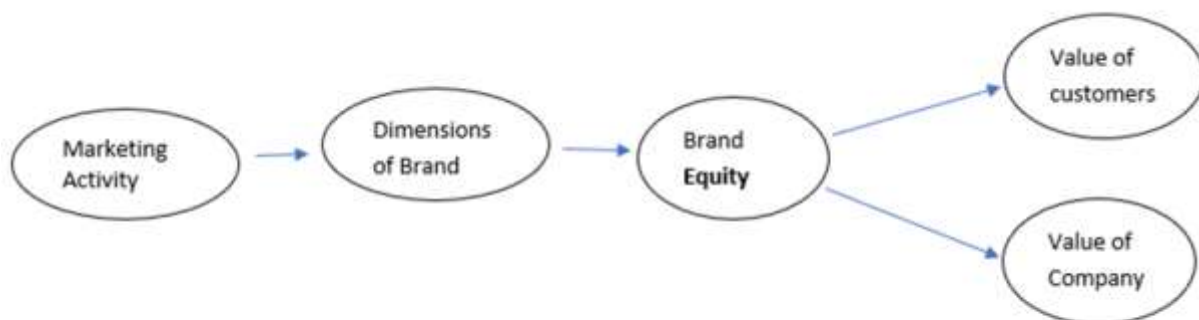 Marketing
Activity
Dimensions
of Brand
Brand
Equity
Value of
customers
Value of
Company